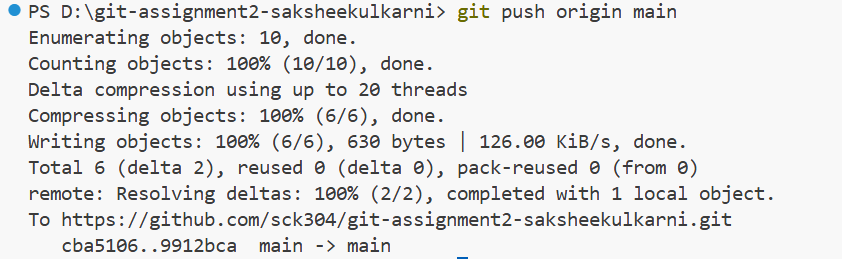 PS D:\git-assignment2-saksheekulkarni> git push origin main
Enumerating objects: 10, done.
Counting objects: 100% (10/10), done.
Delta compression using up to 20 threads
Compressing objects: 100% (6/6), done.
Writing objects: 100% (6/6), 630 bytes | 126.00 KiB/s, done.
Total 6 (delta 2), reused 0 (delta 0), pack-reused 0 (from 0)
remote: Resolving deltas: 100% (2/2), completed with 1 local object.
To https://github.com/sck304/git-assignment2-saksheekulkarni.git
   cba5106..9912bca  main -> main